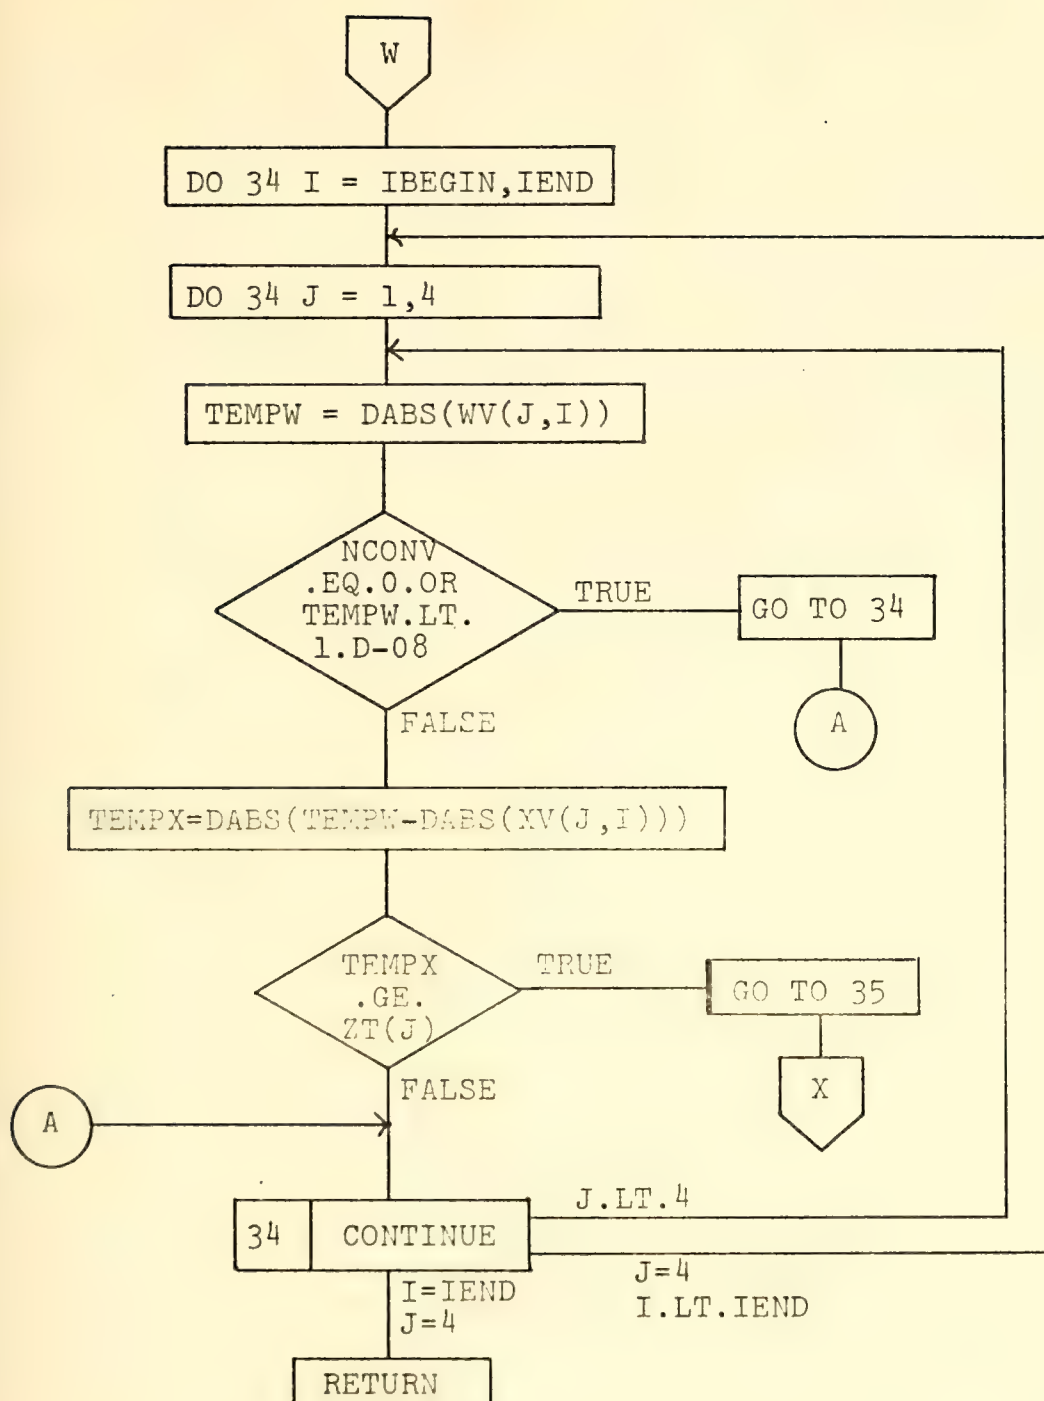 W
DO 34 I = IBEGIN,IEND
DO 34 J = 1,4
TEMPW = DABS(WV(J,I))
NCONV
.EQ.0.OR
TEMPW.LT.
1.D-08
TRUE
GO TO 34
A
FALSE
TEMPX=DABS(TEMPW-DABS(XV(J,I)))
TEMPX
.GE.
ZT(J)
TRUE
GO TO 35
X
FALSE
A
34 CONTINUE
J.LT.4
J=4
I.LT.IEND
I=IEND
J=4
RETURN